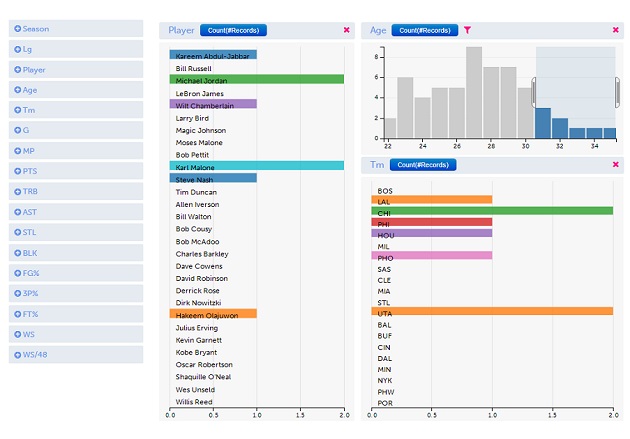 Season
Lg
Player
Age
Tm
G
MP
PTS
TRB
AST
STL
BLK
FG%
3P%
FT%
WS
WS/48
Player Count(#Records)
Kareem Abdul-Jabbar
Bill Russell
Michael Jordan
LeBron James
Wilt Chamberlain
Larry Bird
Magic Johnson
Moses Malone
Bob Pettit
Karl Malone
Steve Nash
Tim Duncan
Allen Iverson
Bill Walton
Bob Cousy
Bob McAdoo
Charles Barkley
Dave Cowens
David Robinson
Derrick Rose
Dirk Nowitzki
Hakeem Olajuwon
Julius Erving
Kevin Garnett
Kobe Bryant
Oscar Robertson
Shaquille O'Neal
Wes Unseld
Willis Reed
0.0 0.5 1.0 1.5 2.0
Age Count(#Records)
8
6
4
2
0
22 24 26 28 30 32 34
Tm Count(#Records)
BOS
LAL
CHI
PHI
HOU
MIL
PHO
SAS
CLE
MIA
STL
UTA
BAL
BUF
CIN
DAL
MIN
NYK
PHW
POR
0.0 0.5 1.0 1.5 2.0